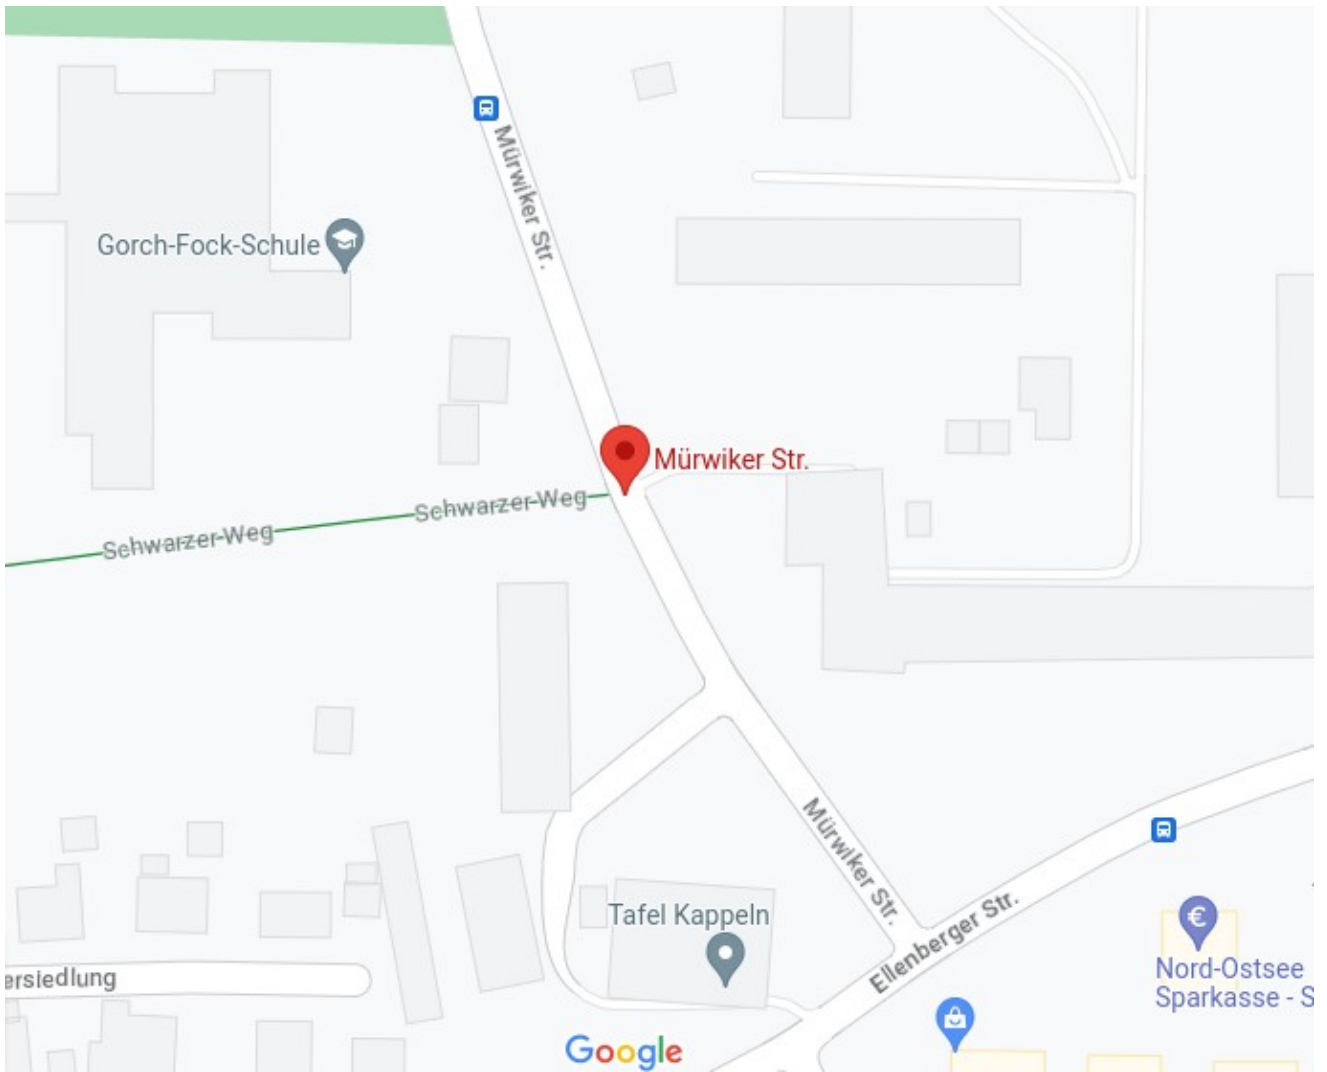 Mürwiker Str.
Gorch-Fock-Schule
Mürwiker Str.
Schwarzer Weg
Schwarzer Weg
Mürwiker Str.
Ellenberger Str.
Tafel Kappeln
€
Nord-Ostsee
Sparkasse - S
ersiedlung
Google